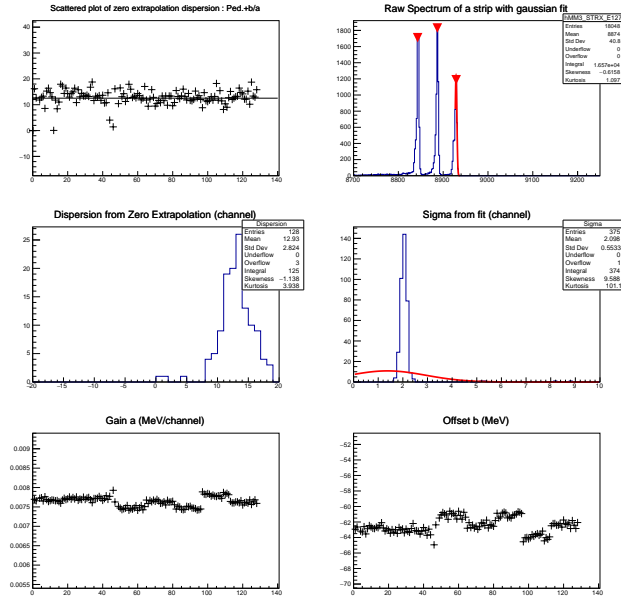 Scattered plot of zero extrapolation dispersion : Ped.+b/a
40
30
20
10
0
−10
0 20 40 60 80 100 120 140
Raw Spectrum of a strip with gaussian fit
hMM3_STRX_E127
Entries 18048
Mean 8874
Std Dev 40.8
Underflow 0
Overflow 0
Integral 1.657e+04
Skewness −0.6158
Kurtosis 1.097
1800
1600
1400
1200
1000
800
600
400
200
0
8700 8800 8900 9000 9100 9200
Dispersion from Zero Extrapolation (channel)
Dispersion
Entries 128
Mean 12.93
Std Dev 2.824
Underflow 0
Overflow 3
Integral 125
Skewness −1.138
Kurtosis 3.938
25
20
15
10
5
0
−20 −15 −10 −5 0 5 10 15 20
Sigma from fit (channel)
Sigma
Entries 375
Mean 2.098
Std Dev 0.5533
Underflow 0
Overflow 1
Integral 374
Skewness 9.588
Kurtosis 101.1
140
120
100
80
60
40
20
0
0 1 2 3 4 5 6 7 8 9 10
Gain a (MeV/channel)
0.009
0.0085
0.008
0.0075
0.007
0.0065
0.006
0.0055
0 20 40 60 80 100 120 140
Offset b (MeV)
−52
−54
−56
−58
−60
−62
−64
−66
−68
−70
0 20 40 60 80 100 120 140